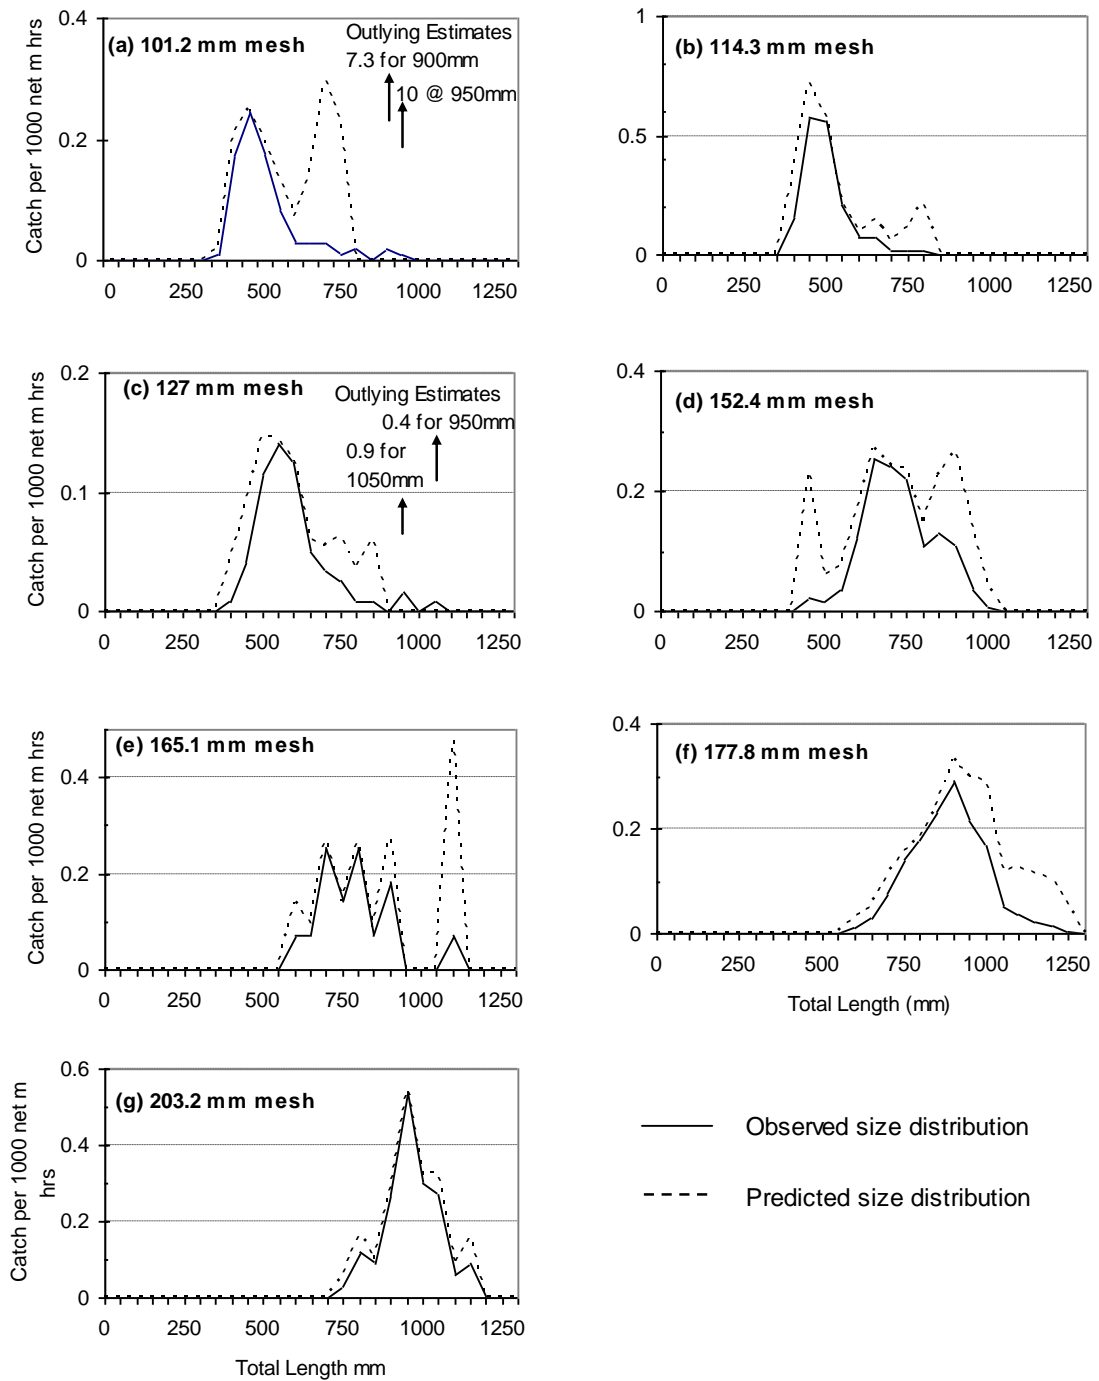 (a) 101.2 mm mesh
Outlying Estimates
7.3 for 900mm
10 @ 950mm
Catch per 1000 net m hrs
0.4
0.2
0
0 250 500 750 1000 1250
(b) 114.3 mm mesh
1
0.5
0
0 250 500 750 1000 1250
(c) 127 mm mesh
Outlying Estimates
0.4 for 950mm
0.9 for
1050mm
Catch per 1000 net m hrs
0.2
0.1
0
0 250 500 750 1000 1250
(d) 152.4 mm mesh
0.4
0.2
0
0 250 500 750 1000 1250
(e) 165.1 mm mesh
Catch per 1000 net m hrs
0.4
0.2
0
0 250 500 750 1000 1250
(f) 177.8 mm mesh
0.4
0.2
0
0 250 500 750 1000 1250
Total Length (mm)
(g) 203.2 mm mesh
Catch per 1000 net m
hrs
0.6
0.4
0.2
0
0 250 500 750 1000 1250
Total Length mm
Observed size distribution
Predicted size distribution